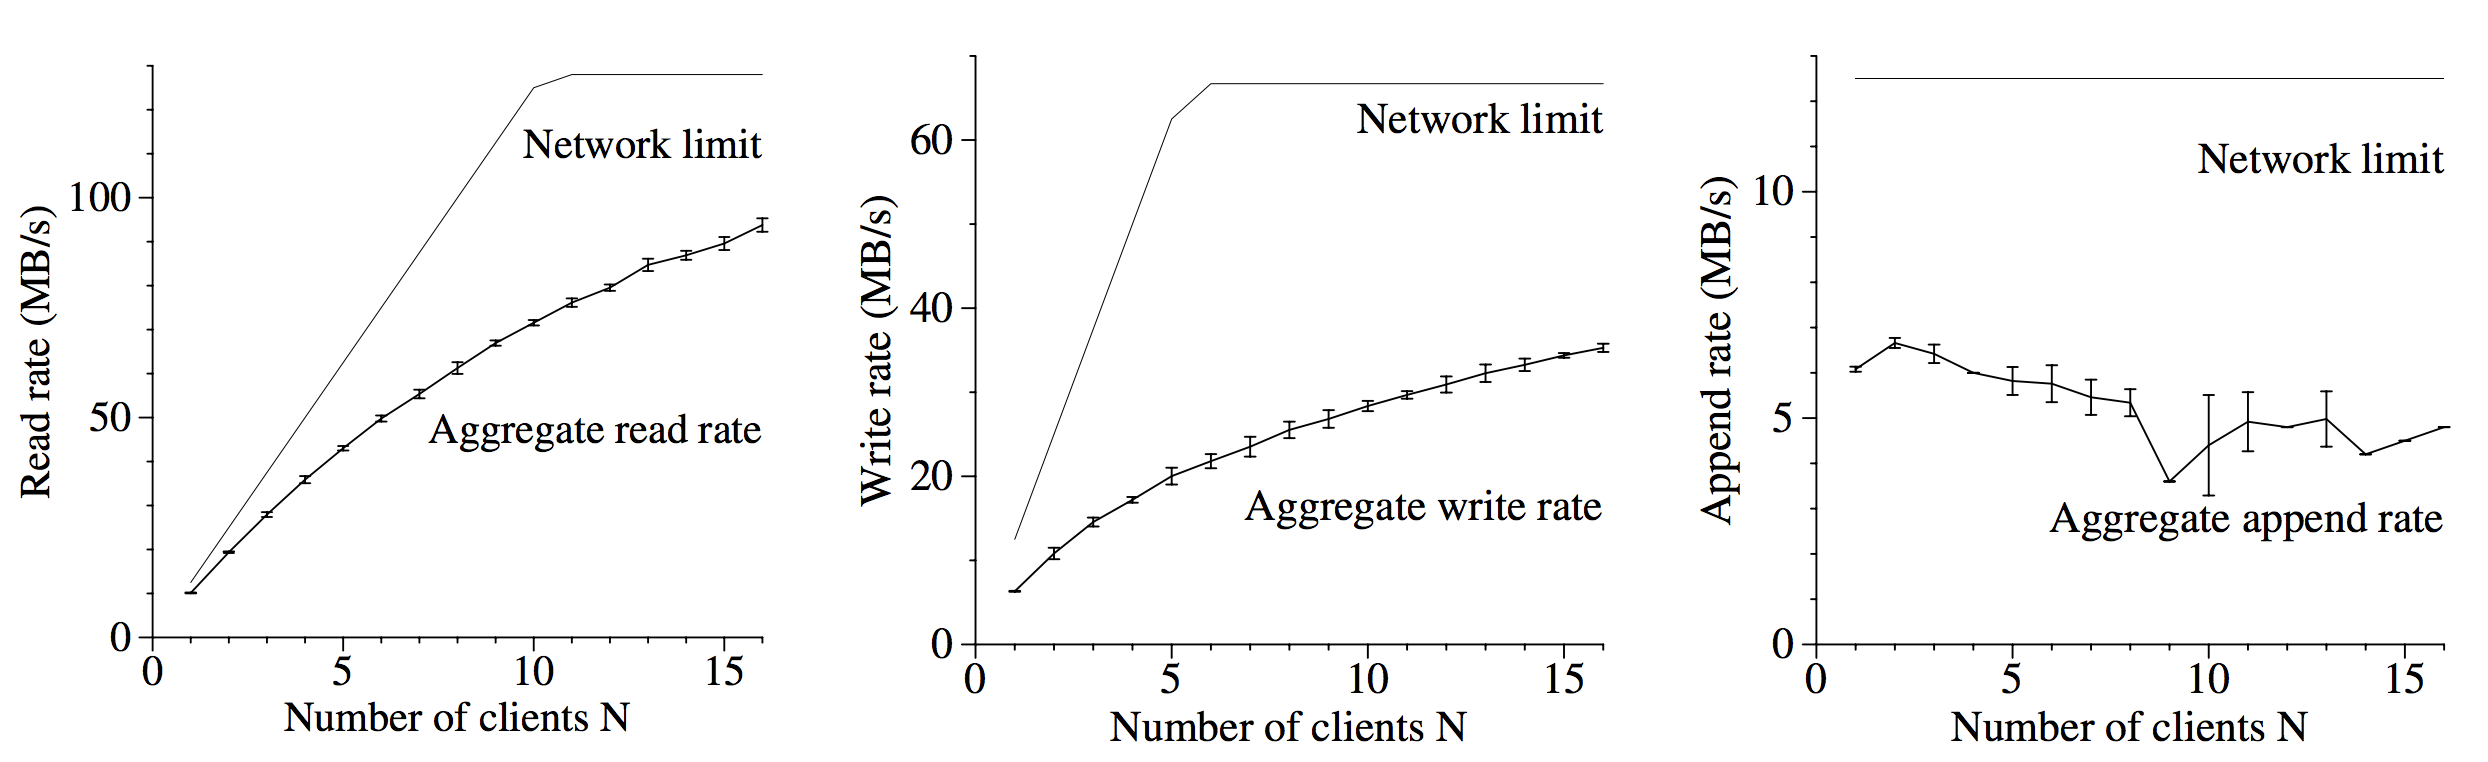 100
50
0
0
5
10
15
Read rate (MB/s)
Number of clients N
Network limit
Aggregate read rate
60
40
20
0
0
5
10
15
Write rate (MB/s)
Number of clients N
Network limit
Aggregate write rate
10
5
0
0
5
10
15
Append rate (MB/s)
Number of clients N
Network limit
Aggregate append rate